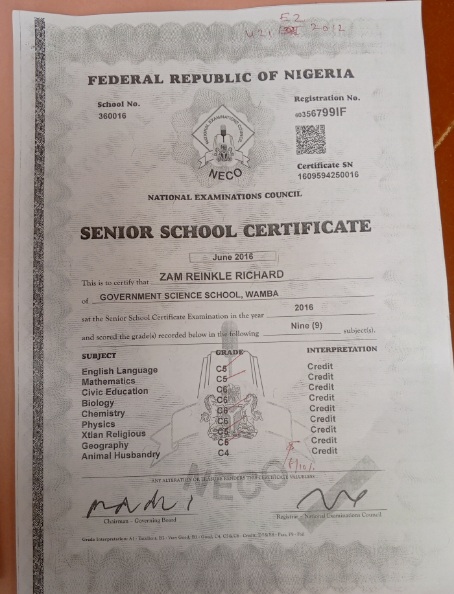 E2
2012
FEDERAL REPUBLIC OF NIGERIA
School No.
360016
Registration No.
6799IF
Certificate SN
1609594250016
NECO
NATIONAL EXAMINATIONS COUNCIL
SENIOR SCHOOL CERTIFICATE
June 2016
This is to certify that ZAM REINKLE RICHARD
of GOVERNMENT SCIENCE SCHOOL, WAMBA
sat the Senior School Certificate Examination in the year 2016
and scored the grade(s) recorded below in the following Nine (9) subject(s).
SUBJECT GRADE INTERPRETATION
English Language Credit
Mathematics C5 Credit
Civic Education Credit
Biology Credit
Chemistry Credit
Physics Credit
Xtian Religious Credit
Geography Credit
Animal Husbandry C4 Credit
NECO
Chairman - Governing Board
Registrar - National Examinations Council